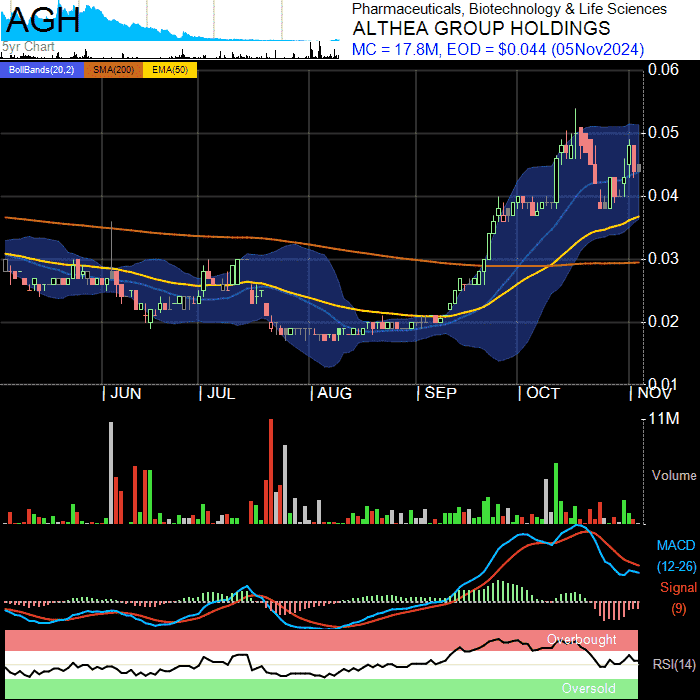 AGH
5yr Chart
Pharmaceuticals, Biotechnology & Life Sciences
ALTHEA GROUP HOLDINGS
MC = 17.8M, EOD = $0.044 (05Nov2024)
BollBands(20,2) SMA(200) EMA(50)
0.06
0.05
0.04
0.03
0.02
0.01
JUN JUL AUG SEP OCT NOV
11M
Volume
MACD
(12-26)
Signal
(9)
Overbought
RSI(14)
Oversold